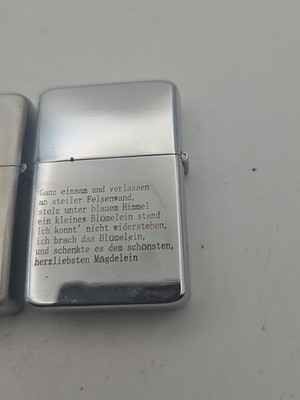 Ganz einsam und verlassen
an steiler Felsenwand,
stolz unter blauem Himmel
ein kleines Blümelein stand
Ich konnt' nicht widerstehen,
ich brach das Blümelein,
und schenkte es dem schönsten,
herzliebsten Mägdelein